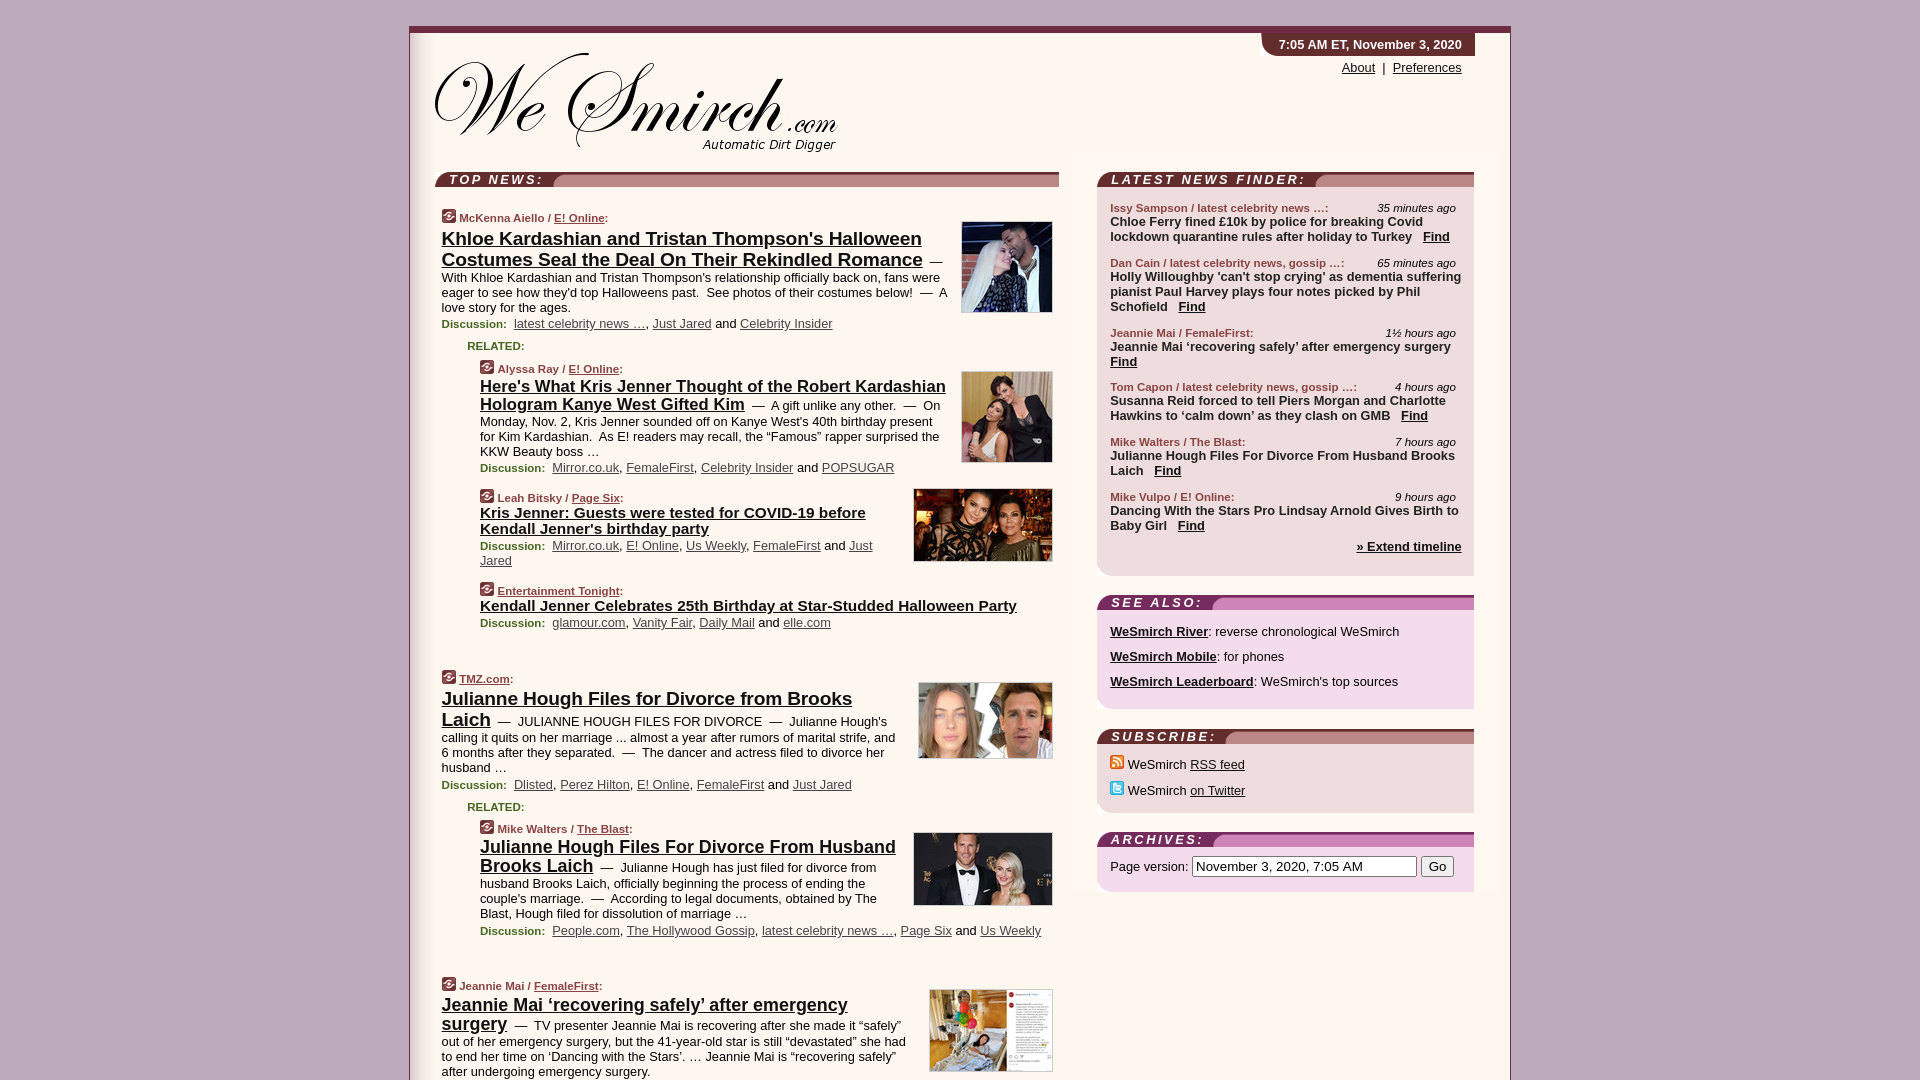 7:05 AM ET, November 3, 2020
About | Preferences
We Smirch .com
Automatic Dirt Digger
TOP NEWS:
McKenna Aiello / E! Online:
Khloe Kardashian and Tristan Thompson's Halloween
Costumes Seal the Deal On Their Rekindled Romance —
With Khloe Kardashian and Tristan Thompson's relationship officially back on, fans were
eager to see how they'd top Halloweens past. See photos of their costumes below! — A
love story for the ages.
Discussion: latest celebrity news …, Just Jared and Celebrity Insider
RELATED:
Alyssa Ray / E! Online:
Here's What Kris Jenner Thought of the Robert Kardashian
Hologram Kanye West Gifted Kim — A gift unlike any other. — On
Monday, Nov. 2, Kris Jenner sounded off on Kanye West's 40th birthday present
for Kim Kardashian. As E! readers may recall, the “Famous” rapper surprised the
KKW Beauty boss …
Discussion: Mirror.co.uk, FemaleFirst, Celebrity Insider and POPSUGAR
Leah Bitsky / Page Six:
Kris Jenner: Guests were tested for COVID-19 before
Kendall Jenner's birthday party
Discussion: Mirror.co.uk, E! Online, Us Weekly, FemaleFirst and Just
Jared
Entertainment Tonight:
Kendall Jenner Celebrates 25th Birthday at Star-Studded Halloween Party
Discussion: glamour.com, Vanity Fair, Daily Mail and elle.com
TMZ.com:
Julianne Hough Files for Divorce from Brooks
Laich — JULIANNE HOUGH FILES FOR DIVORCE — Julianne Hough's
calling it quits on her marriage ... almost a year after rumors of marital strife, and
6 months after they separated. — The dancer and actress filed to divorce her
husband …
Discussion: Dlisted, Perez Hilton, E! Online, FemaleFirst and Just Jared
RELATED:
Mike Walters / The Blast:
Julianne Hough Files For Divorce From Husband
Brooks Laich — Julianne Hough has just filed for divorce from
husband Brooks Laich, officially beginning the process of ending the
couple's marriage. — According to legal documents, obtained by The
Blast, Hough filed for dissolution of marriage …
Discussion: People.com, The Hollywood Gossip, latest celebrity news …, Page Six and Us Weekly
Jeannie Mai / FemaleFirst:
Jeannie Mai ‘recovering safely’ after emergency
surgery — TV presenter Jeannie Mai is recovering after she made it “safely”
out of her emergency surgery, but the 41-year-old star is still “devastated” she had
to end her time on ‘Dancing with the Stars’. … Jeannie Mai is “recovering safely”
after undergoing emergency surgery.
LATEST NEWS FINDER:
Issy Sampson / latest celebrity news …: 35 minutes ago
Chloe Ferry fined £10k by police for breaking Covid
lockdown quarantine rules after holiday to Turkey Find
Dan Cain / latest celebrity news, gossip …: 65 minutes ago
Holly Willoughby 'can't stop crying' as dementia suffering
pianist Paul Harvey plays four notes picked by Phil
Schofield Find
Jeannie Mai / FemaleFirst: 1½ hours ago
Jeannie Mai ‘recovering safely’ after emergency surgery
Find
Tom Capon / latest celebrity news, gossip …: 4 hours ago
Susanna Reid forced to tell Piers Morgan and Charlotte
Hawkins to ‘calm down’ as they clash on GMB Find
Mike Walters / The Blast: 7 hours ago
Julianne Hough Files For Divorce From Husband Brooks
Laich Find
Mike Vulpo / E! Online: 9 hours ago
Dancing With the Stars Pro Lindsay Arnold Gives Birth to
Baby Girl Find
» Extend timeline
SEE ALSO:
WeSmirch River: reverse chronological WeSmirch
WeSmirch Mobile: for phones
WeSmirch Leaderboard: WeSmirch's top sources
SUBSCRIBE:
WeSmirch RSS feed
WeSmirch on Twitter
ARCHIVES:
Page version: November 3, 2020, 7:05 AM Go